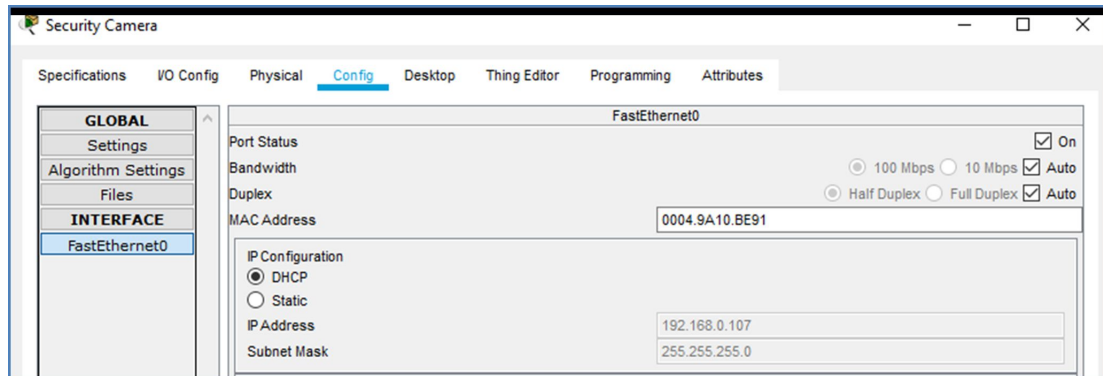 Security Camera
Specifications I/O Config Physical Config Desktop Thing Editor Programming Attributes
GLOBAL
Settings
Algorithm Settings
Files
INTERFACE
FastEthernet0
FastEthernet0
Port Status On
Bandwidth 100 Mbps 10 Mbps Auto
Duplex Half Duplex Full Duplex Auto
MAC Address 0004.9A10.BE91
IP Configuration
DHCP
Static
IP Address 192.168.0.107
Subnet Mask 255.255.255.0